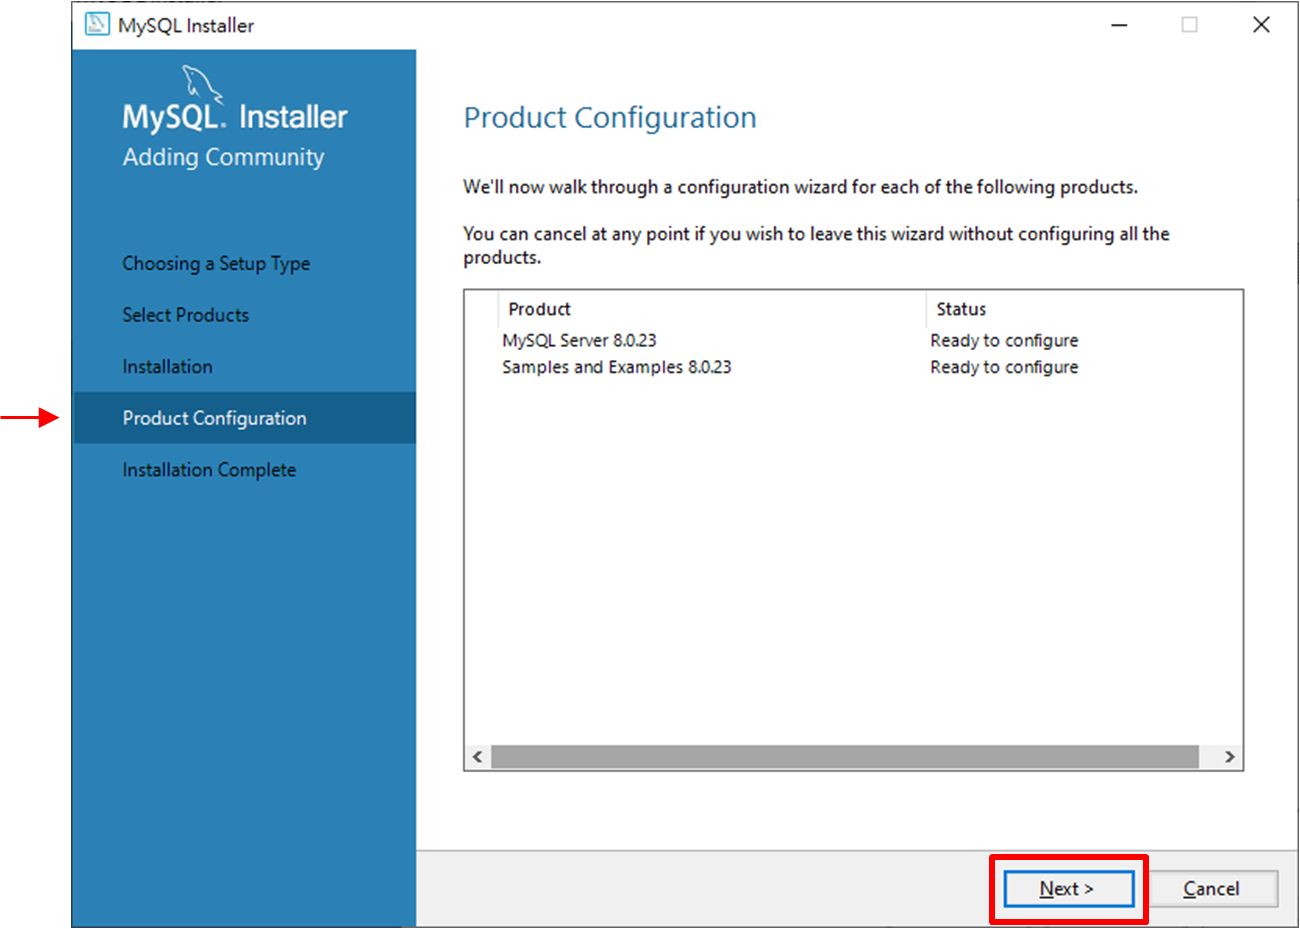 MySQL Installer
MySQL. Installer
Adding Community
Choosing a Setup Type
Select Products
Installation
Product Configuration
Installation Complete
Product Configuration
We'll now walk through a configuration wizard for each of the following products.
You can cancel at any point if you wish to leave this wizard without configuring all the
products.
Product Status
MySQL Server 8.0.23 Ready to configure
Samples and Examples 8.0.23 Ready to configure
Next > Cancel